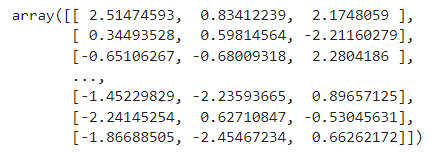 array([[ 2.51474593,  0.83412239,  2.1748059 ],
       [ 0.34493528,  0.59814564, -2.21160279],
       [-0.65106267, -0.68009318,  2.2804186 ],
       ...,
       [-1.45229829, -2.23593665,  0.89657125],
       [-2.24145254,  0.62710847, -0.53045631],
       [-1.86688505, -2.45467234,  0.66262172]])